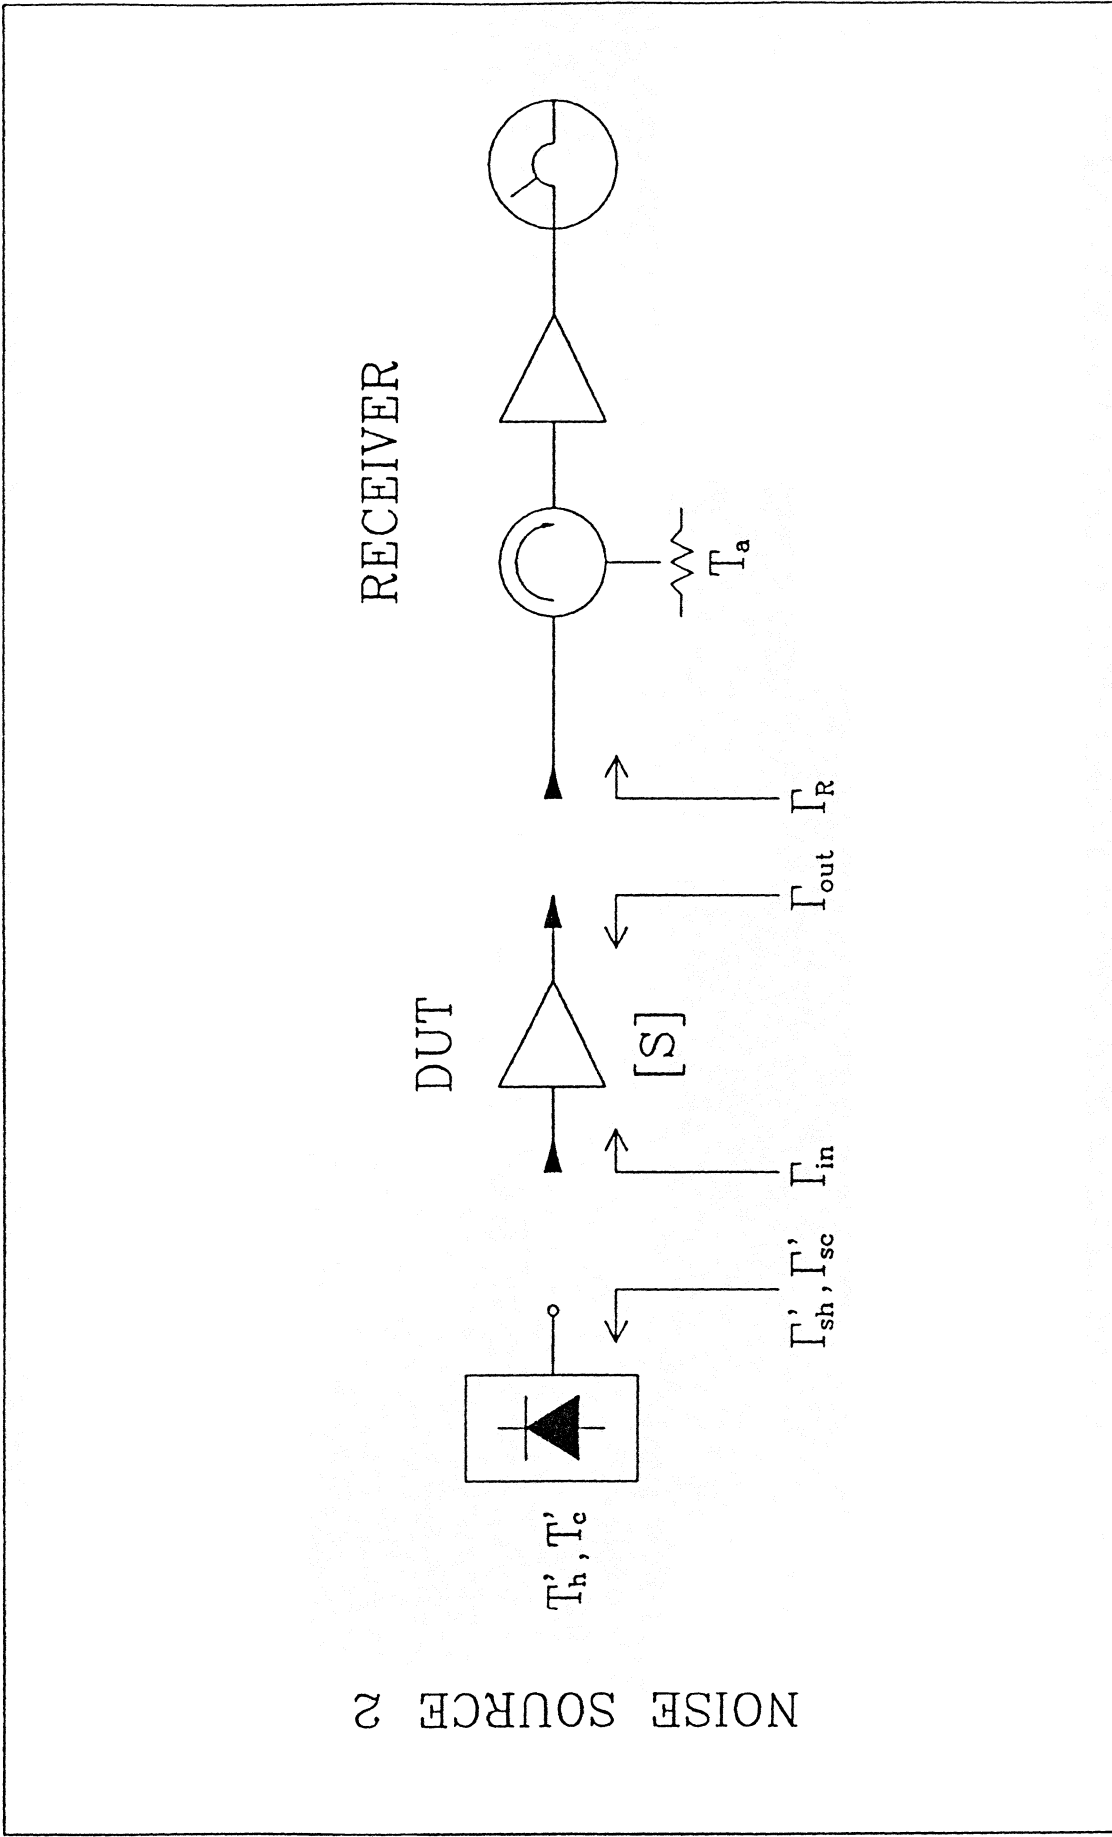 NOISE SOURCE 2
T'h, T'c
Γ'sh, Γ'sc
Γin
DUT
[S]
Γout
ΓR
RECEIVER
Ta